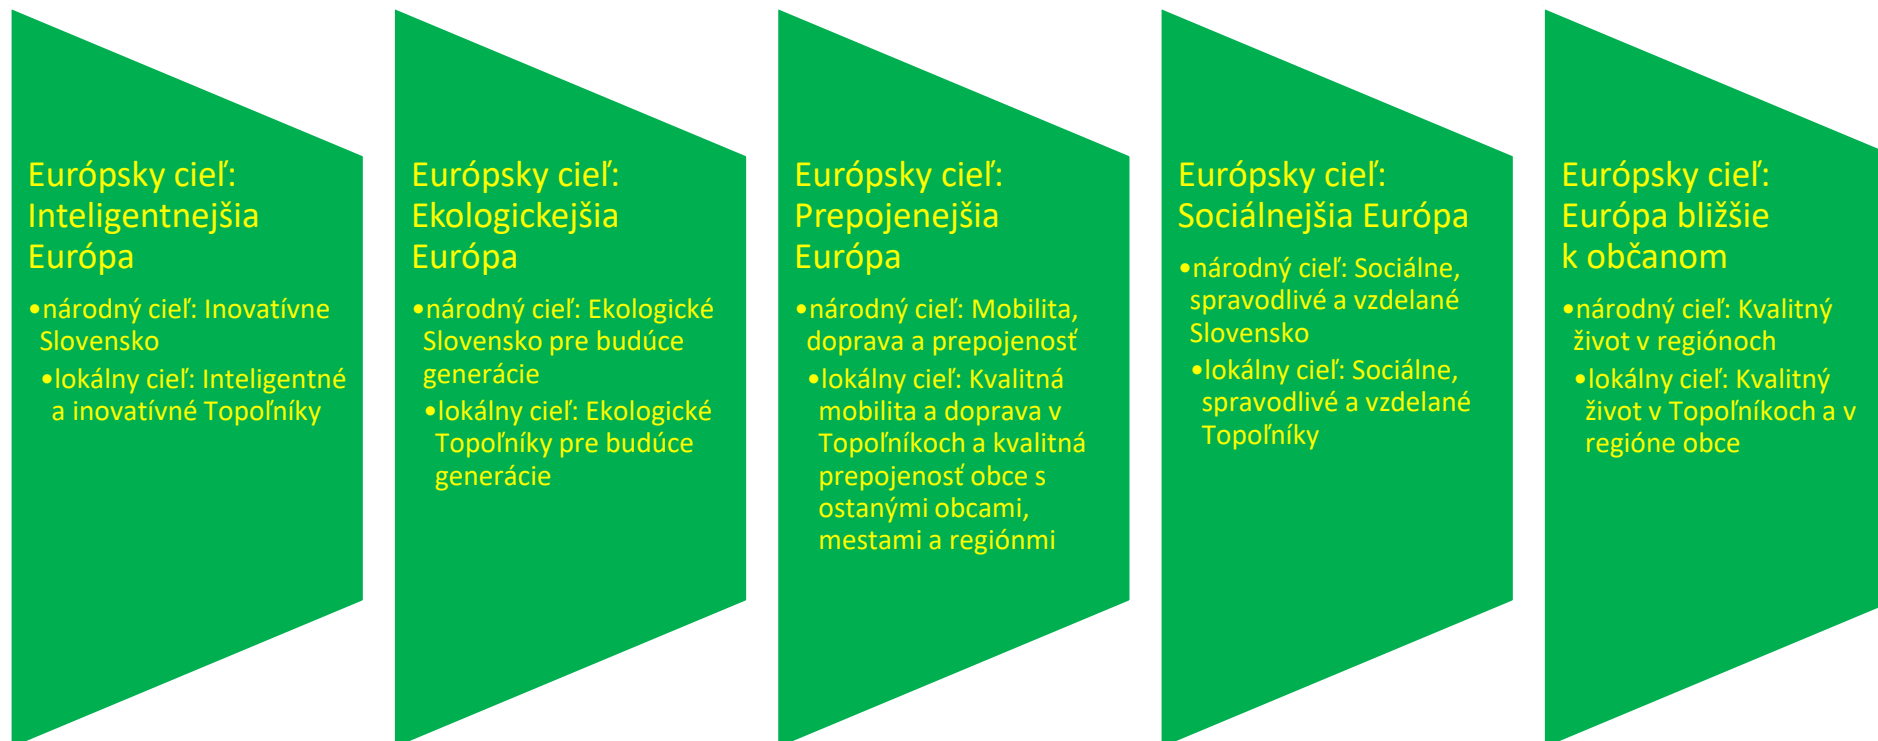 Európsky cieľ:
Inteligentnejšia
Európa
•národný cieľ: Inovatívne
Slovensko
•lokálny cieľ: Inteligentné
a inovatívné Topoľníky
Európsky cieľ:
Ekologickejšia
Európa
•národný cieľ: Ekologické
Slovensko pre budúce
generácie
•lokálny cieľ: Ekologické
Topoľníky pre budúce
generácie
Európsky cieľ:
Prepojenejšia
Európa
•národný cieľ: Mobilita,
doprava a prepojenosť
•lokálny cieľ: Kvalitná
mobilita a doprava v
Topoľníkoch a kvalitná
prepojenosť obce s
ostanými obcami,
mestami a regiónmi
Európsky cieľ:
Sociálnejšia Európa
•národný cieľ: Sociálne,
spravodlivé a vzdelané
Slovensko
•lokálny cieľ: Sociálne,
spravodlivé a vzdelané
Topoľníky
Európsky cieľ:
Európa bližšie
k občanom
•národný cieľ: Kvalitný
život v regiónoch
•lokálny cieľ: Kvalitný
život v Topoľníkoch a v
regióne obce